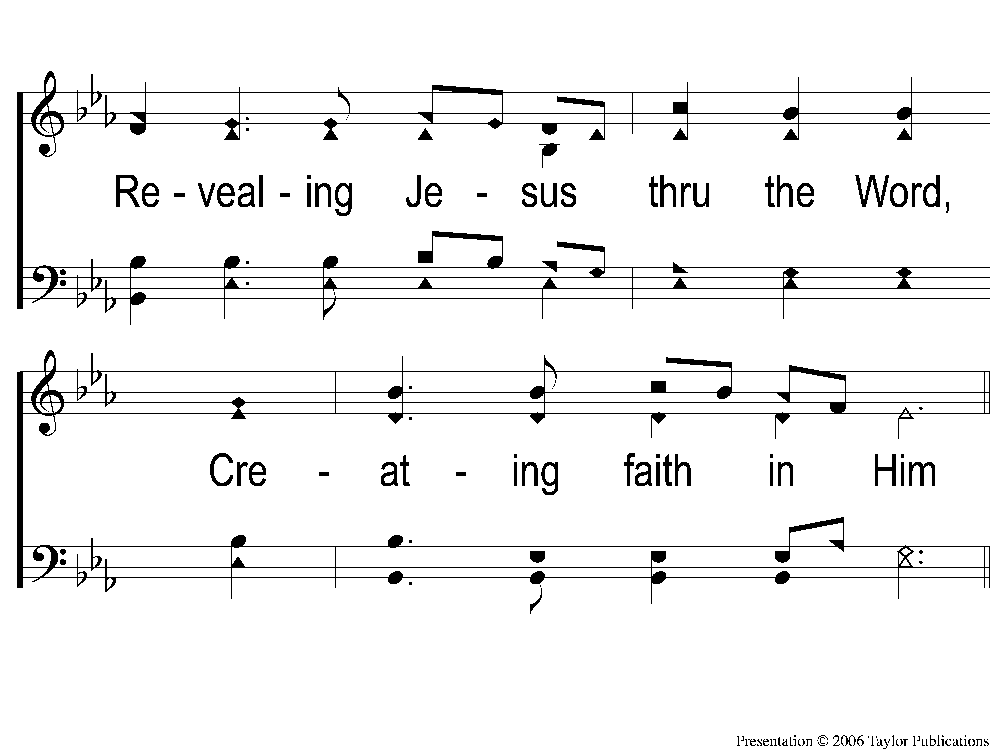 Re - veal - ing Je - sus thru the Word,
Cre - at - ing faith in Him
Presentation © 2006 Taylor Publications